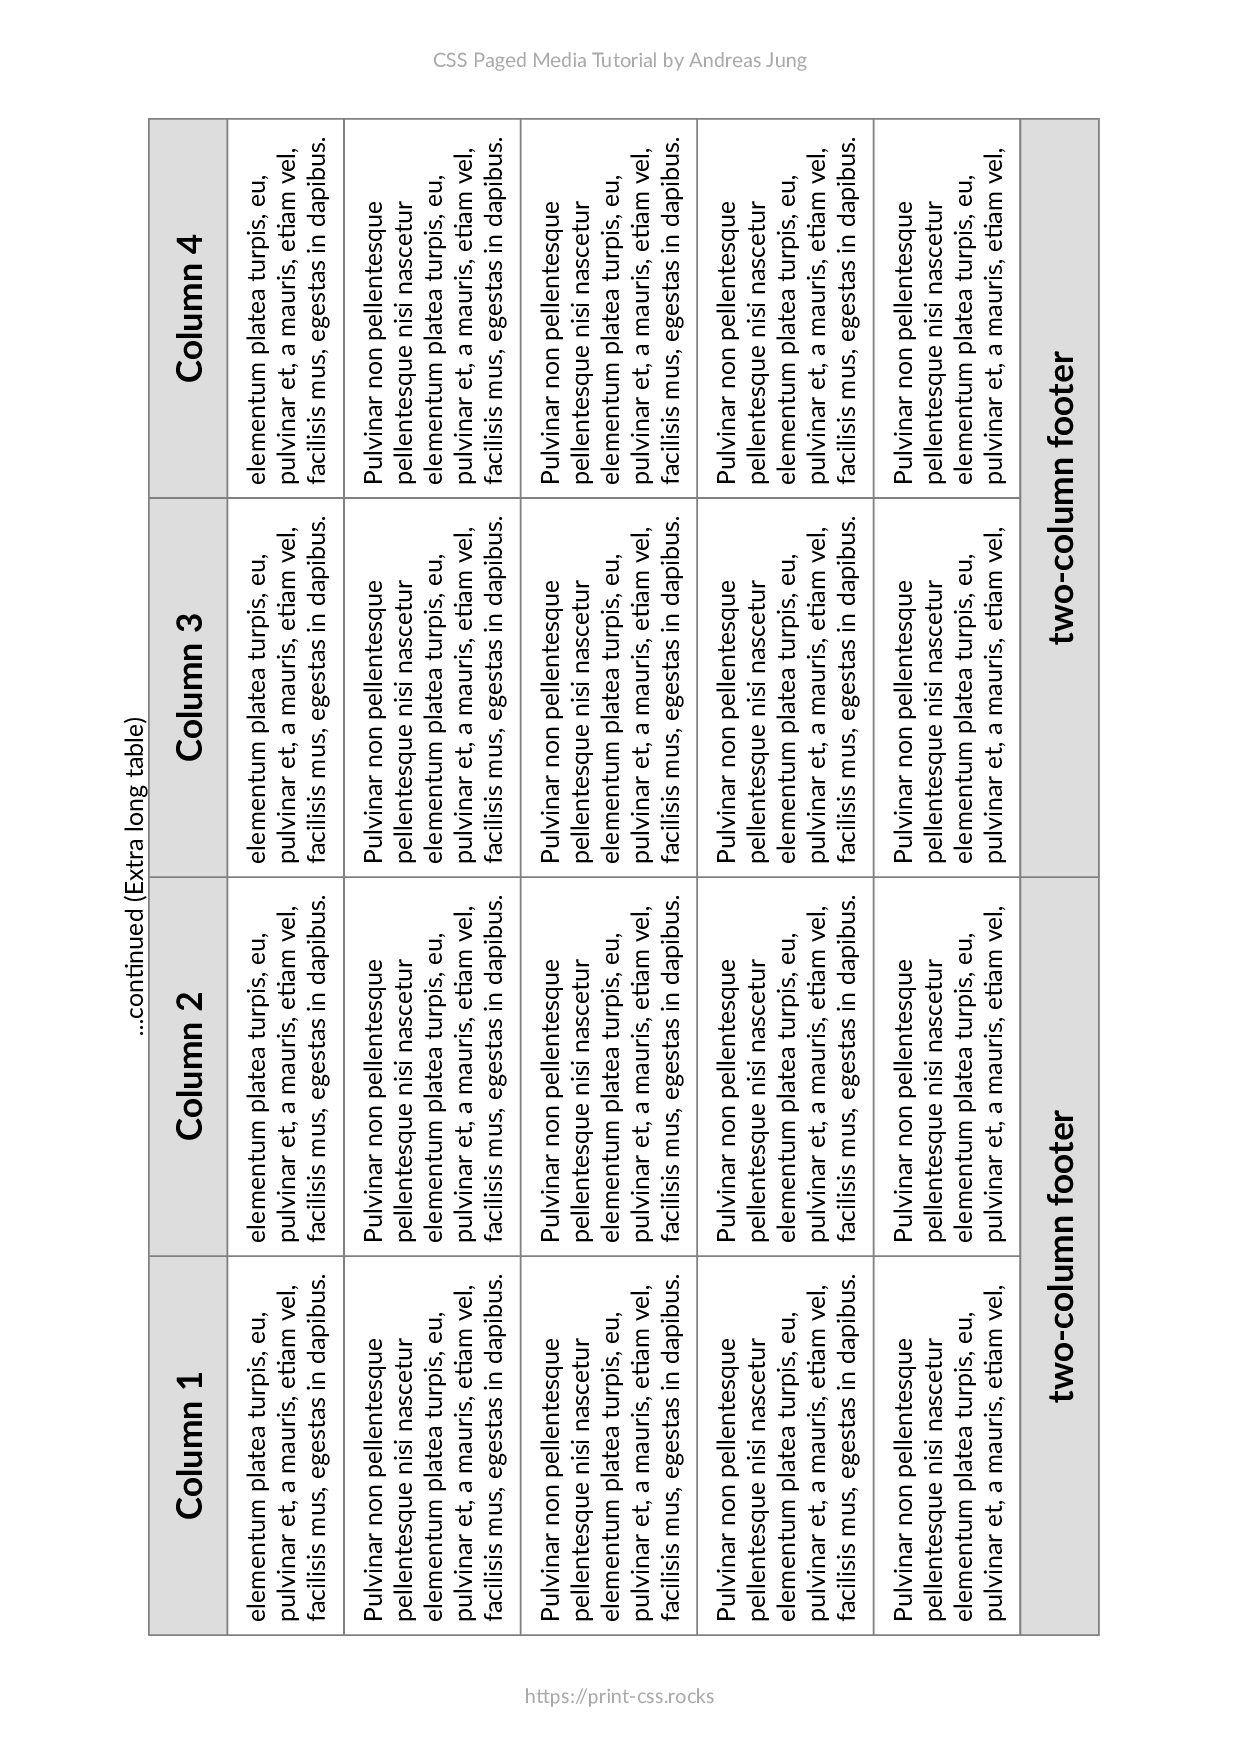 CSS Paged Media Tutorial by Andreas Jung
...continued (Extra long table)
Column 1
Column 2
Column 3
Column 4
elementum platea turpis, eu,
pulvinar et, a mauris, etiam vel,
facilisis mus, egestas in dapibus.
elementum platea turpis, eu,
pulvinar et, a mauris, etiam vel,
facilisis mus, egestas in dapibus.
elementum platea turpis, eu,
pulvinar et, a mauris, etiam vel,
facilisis mus, egestas in dapibus.
elementum platea turpis, eu,
pulvinar et, a mauris, etiam vel,
facilisis mus, egestas in dapibus.
Pulvinar non pellentesque
pellentesque nisi nascetur
elementum platea turpis, eu,
pulvinar et, a mauris, etiam vel,
facilisis mus, egestas in dapibus.
Pulvinar non pellentesque
pellentesque nisi nascetur
elementum platea turpis, eu,
pulvinar et, a mauris, etiam vel,
facilisis mus, egestas in dapibus.
Pulvinar non pellentesque
pellentesque nisi nascetur
elementum platea turpis, eu,
pulvinar et, a mauris, etiam vel,
facilisis mus, egestas in dapibus.
Pulvinar non pellentesque
pellentesque nisi nascetur
elementum platea turpis, eu,
pulvinar et, a mauris, etiam vel,
facilisis mus, egestas in dapibus.
Pulvinar non pellentesque
pellentesque nisi nascetur
elementum platea turpis, eu,
pulvinar et, a mauris, etiam vel,
facilisis mus, egestas in dapibus.
Pulvinar non pellentesque
pellentesque nisi nascetur
elementum platea turpis, eu,
pulvinar et, a mauris, etiam vel,
facilisis mus, egestas in dapibus.
Pulvinar non pellentesque
pellentesque nisi nascetur
elementum platea turpis, eu,
pulvinar et, a mauris, etiam vel,
facilisis mus, egestas in dapibus.
Pulvinar non pellentesque
pellentesque nisi nascetur
elementum platea turpis, eu,
pulvinar et, a mauris, etiam vel,
facilisis mus, egestas in dapibus.
Pulvinar non pellentesque
pellentesque nisi nascetur
elementum platea turpis, eu,
pulvinar et, a mauris, etiam vel,
facilisis mus, egestas in dapibus.
Pulvinar non pellentesque
pellentesque nisi nascetur
elementum platea turpis, eu,
pulvinar et, a mauris, etiam vel,
facilisis mus, egestas in dapibus.
Pulvinar non pellentesque
pellentesque nisi nascetur
elementum platea turpis, eu,
pulvinar et, a mauris, etiam vel,
facilisis mus, egestas in dapibus.
Pulvinar non pellentesque
pellentesque nisi nascetur
elementum platea turpis, eu,
pulvinar et, a mauris, etiam vel,
facilisis mus, egestas in dapibus.
Pulvinar non pellentesque
pellentesque nisi nascetur
elementum platea turpis, eu,
pulvinar et, a mauris, etiam vel,
Pulvinar non pellentesque
pellentesque nisi nascetur
elementum platea turpis, eu,
pulvinar et, a mauris, etiam vel,
Pulvinar non pellentesque
pellentesque nisi nascetur
elementum platea turpis, eu,
pulvinar et, a mauris, etiam vel,
Pulvinar non pellentesque
pellentesque nisi nascetur
elementum platea turpis, eu,
pulvinar et, a mauris, etiam vel,
two-column footer
two-column footer
https://print-css.rocks